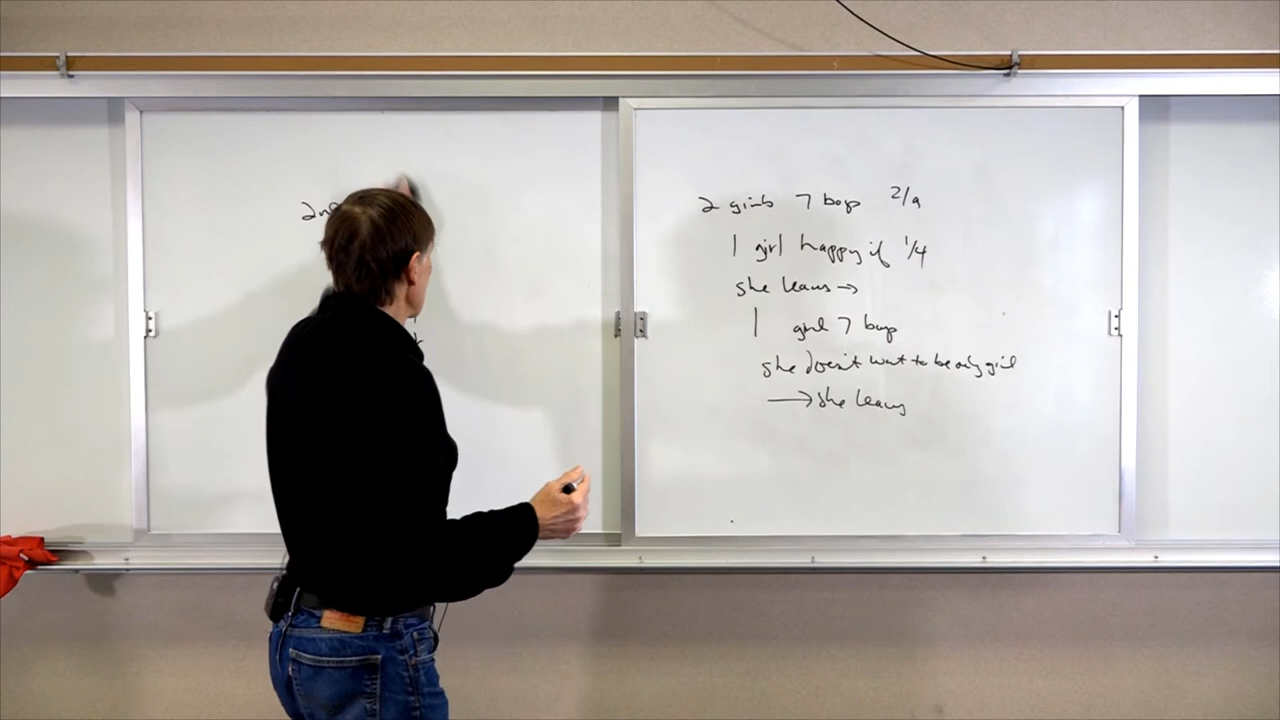 2 girls 7 boys 2/9
1 girl happy if 1/4
she leaves →
1 girl 7 boys
she doesn't want to be only girl
→ she leaves